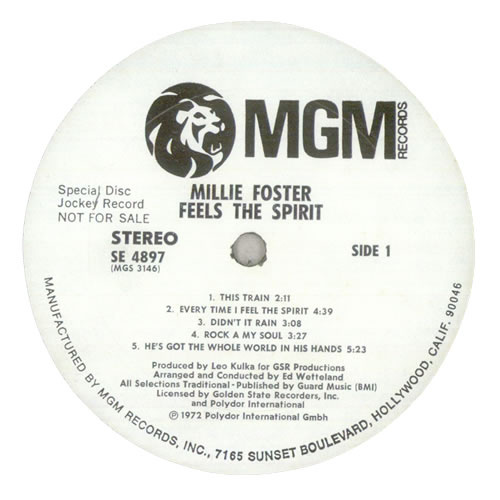 MGM RECORDS
Special Disc
Jockey Record
NOT FOR SALE
MILLIE FOSTER
FEELS THE SPIRIT
STEREO
SE 4897
(MGS 3146)
SIDE 1
1. THIS TRAIN 2:11
2. EVERY TIME I FEEL THE SPIRIT 4:39
3. DIDN'T IT RAIN 3:08
4. ROCK A MY SOUL 3:27
5. HE'S GOT THE WHOLE WORLD IN HIS HANDS 5:23
Produced by Leo Kulka for GSR Productions
Arranged and Conducted by Ed Wetteland
All Selections Traditional - Published by Guard Music (BMI)
Licensed by Golden State Recorders, Inc.
and Polydor International
℗ 1972 Polydor International Gmbh
MANUFACTURED BY MGM RECORDS, INC., 7165 SUNSET BOULEVARD, HOLLYWOOD, CALIF. 90046